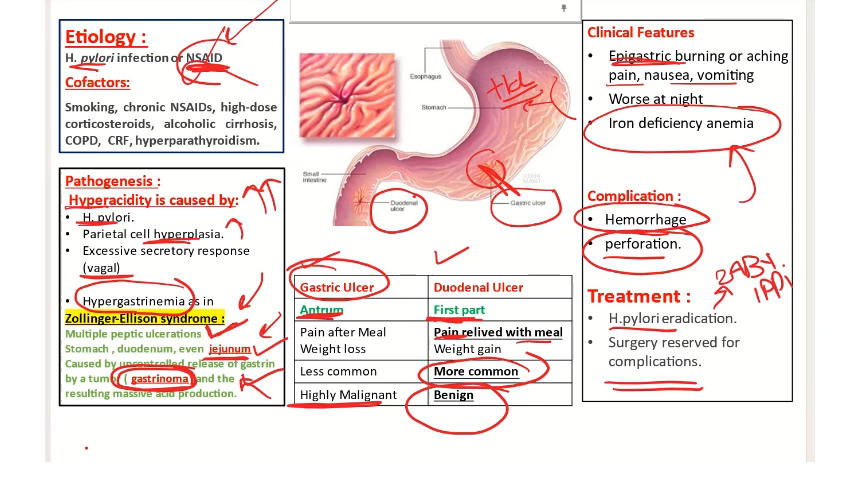 Etiology :
H. pylori infection or NSAID
Cofactors:
Smoking, chronic NSAIDs, high-dose
corticosteroids, alcoholic cirrhosis,
COPD, CRF, hyperparathyroidism.
Pathogenesis :
Hyperacidity is caused by:
• H. pylori.
• Parietal cell hyperplasia.
• Excessive secretory response
(vagal)
• Hypergastrinemia as in
Zollinger-Ellison syndrome :
Multiple peptic ulcerations
Stomach , duodenum, even jejunum
Caused by uncontrolled release of gastrin
by a tumor ( gastrinoma) and the
resulting massive acid production.
Esophagus
Stomach
Hcl
Small
intestine
Duodenal
ulcer
Gastric ulcer
Gastric Ulcer Duodenal Ulcer
Antrum First part
Pain after Meal Pain relived with meal
Weight loss Weight gain
Less common More common
Highly Malignant Benign
Clinical Features
• Epigastric burning or aching
pain, nausea, vomiting
• Worse at night
• Iron deficiency anemia
Complication :
• Hemorrhage
• perforation.
2ABx
1PPI
Treatment :
• H.pylori eradication.
• Surgery reserved for
complications.